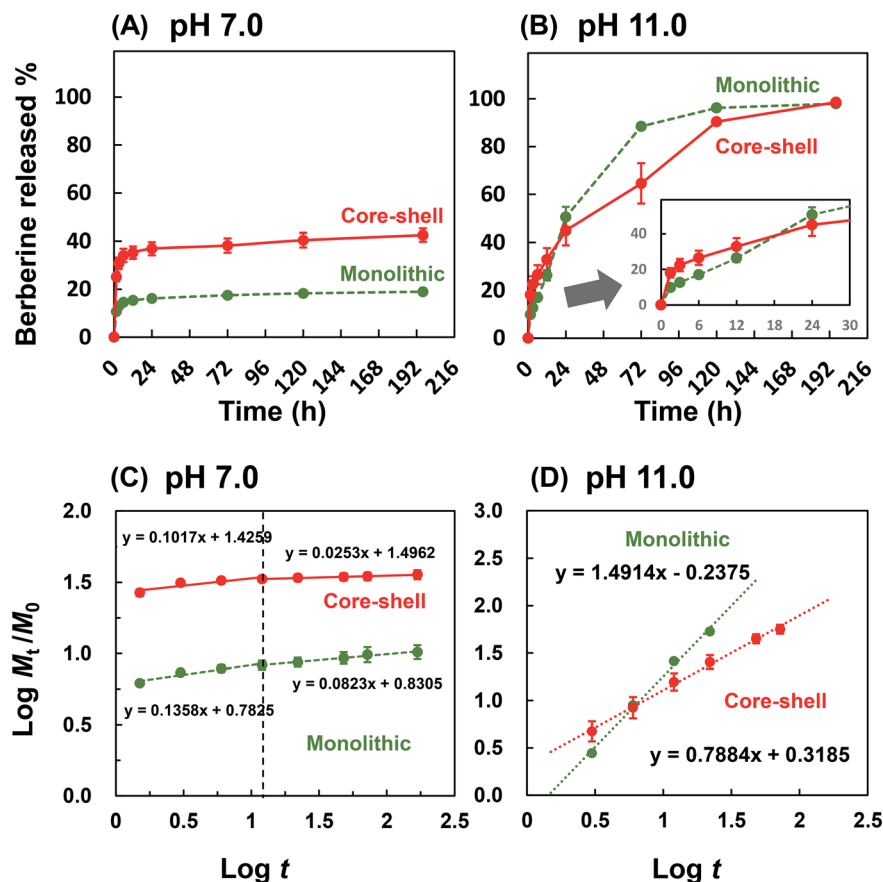 (A) pH 7.0
Berberine released %
100
80
60
40
20
0
Core-shell
Monolithic
0 24 48 72 96 120 144 168 192 216
Time (h)
(B) pH 11.0
100
80
60
40
20
0
Monolithic
Core-shell
40
20
0
0 6 12 18 24 30
0 24 48 72 96 120 144 168 192 216
Time (h)
(C) pH 7.0
Log Mt /M0
2.0
1.5
1.0
0.5
0.0
y = 0.1017x + 1.4259
y = 0.0253x + 1.4962
Core-shell
y = 0.0823x + 0.8305
y = 0.1358x + 0.7825
Monolithic
0 0.5 1.0 1.5 2.0 2.5
Log t
(D) pH 11.0
3.0
2.5
2.0
1.5
1.0
0.5
0.0
Monolithic
y = 1.4914x - 0.2375
Core-shell
y = 0.7884x + 0.3185
0 0.5 1.0 1.5 2.0 2.5
Log t